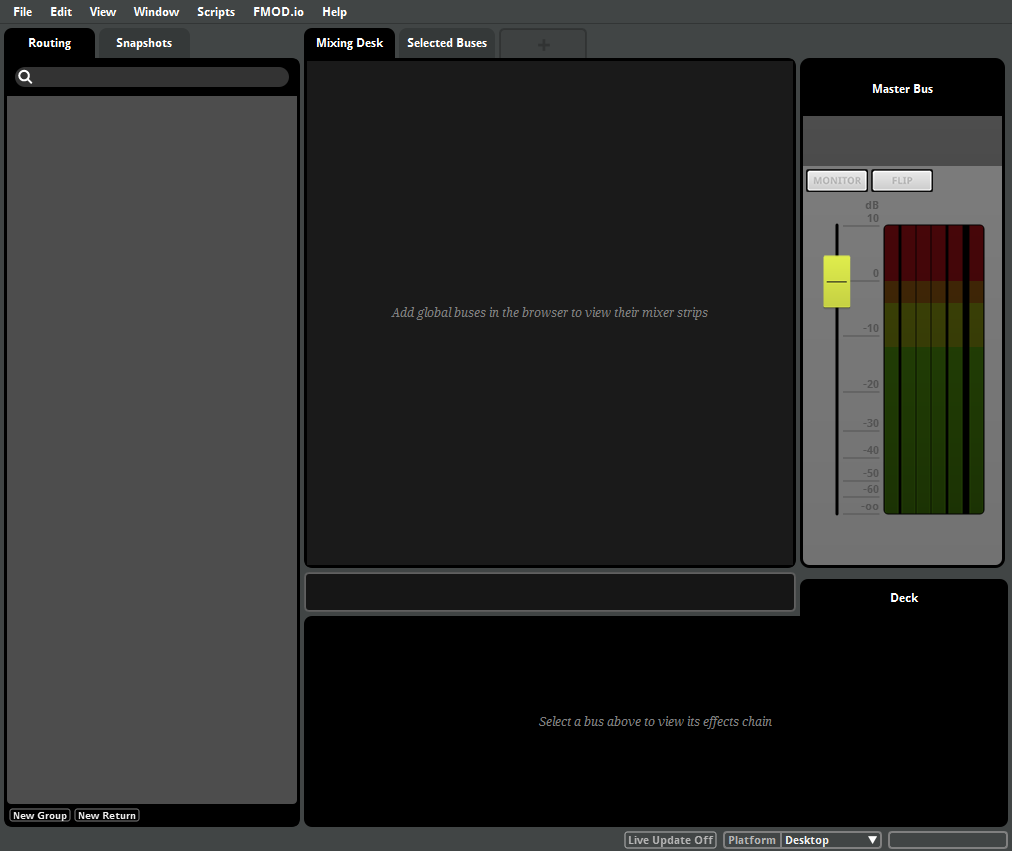 File Edit View Window Scripts FMOD.io Help
Routing Snapshots Mixing Desk Selected Buses +
Master Bus
MONITOR FLIP
dB
10
0
Add global buses in the browser to view their mixer strips
-10
-20
-30
-40
-50
-60
-oo
Deck
Select a bus above to view its effects chain
New Group New Return
Live Update Off Platform Desktop